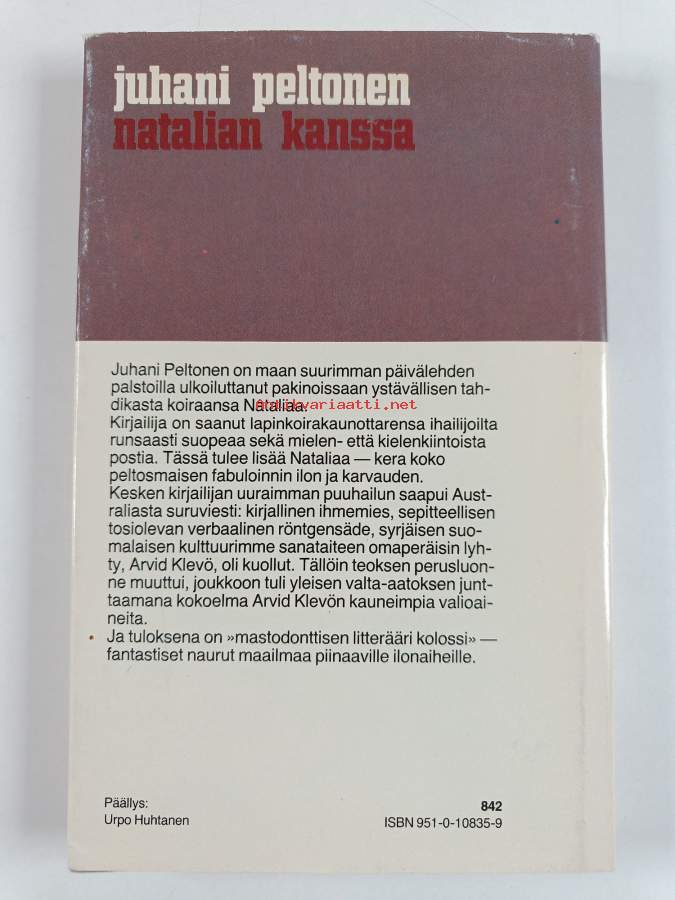 juhani peltonen
natalian kanssa
Juhani Peltonen on maan suurimman päivälehden
palstoilla ulkoiluttanut pakinoissaan ystävällisen tah-
dikasta koiraansa Nataliaa.
Antikvariaatti.net
Kirjailija on saanut lapinkoirakaunottarensa ihailijoilta
runsaasti suopeaa sekä mielen- että kielenkiintoista
postia. Tässä tulee lisää Nataliaa — kera koko
peltosmaisen fabuloinnin ilon ja karvauden.
Kesken kirjailijan uuraimman puuhailun saapui Aust-
raliasta suruviesti: kirjallinen ihmemies, sepitteellisen
tosiolevan verbaalinen röntgensäde, syrjäisen suo-
malaisen kulttuurimme sanataiteen omaperäisin lyh-
ty, Arvid Klevö, oli kuollut. Tällöin teoksen perusluon-
ne muuttui, joukkoon tuli yleisen valta-aatoksen junt-
taamana kokoelma Arvid Klevön kauneimpia valioai-
neita.
Ja tuloksena on »mastodonttisen litterääri kolossi» —
fantastiset naurut maailmaa piinaaville ilonaiheille.
Päällys:
Urpo Huhtanen
842
ISBN 951-0-10835-9